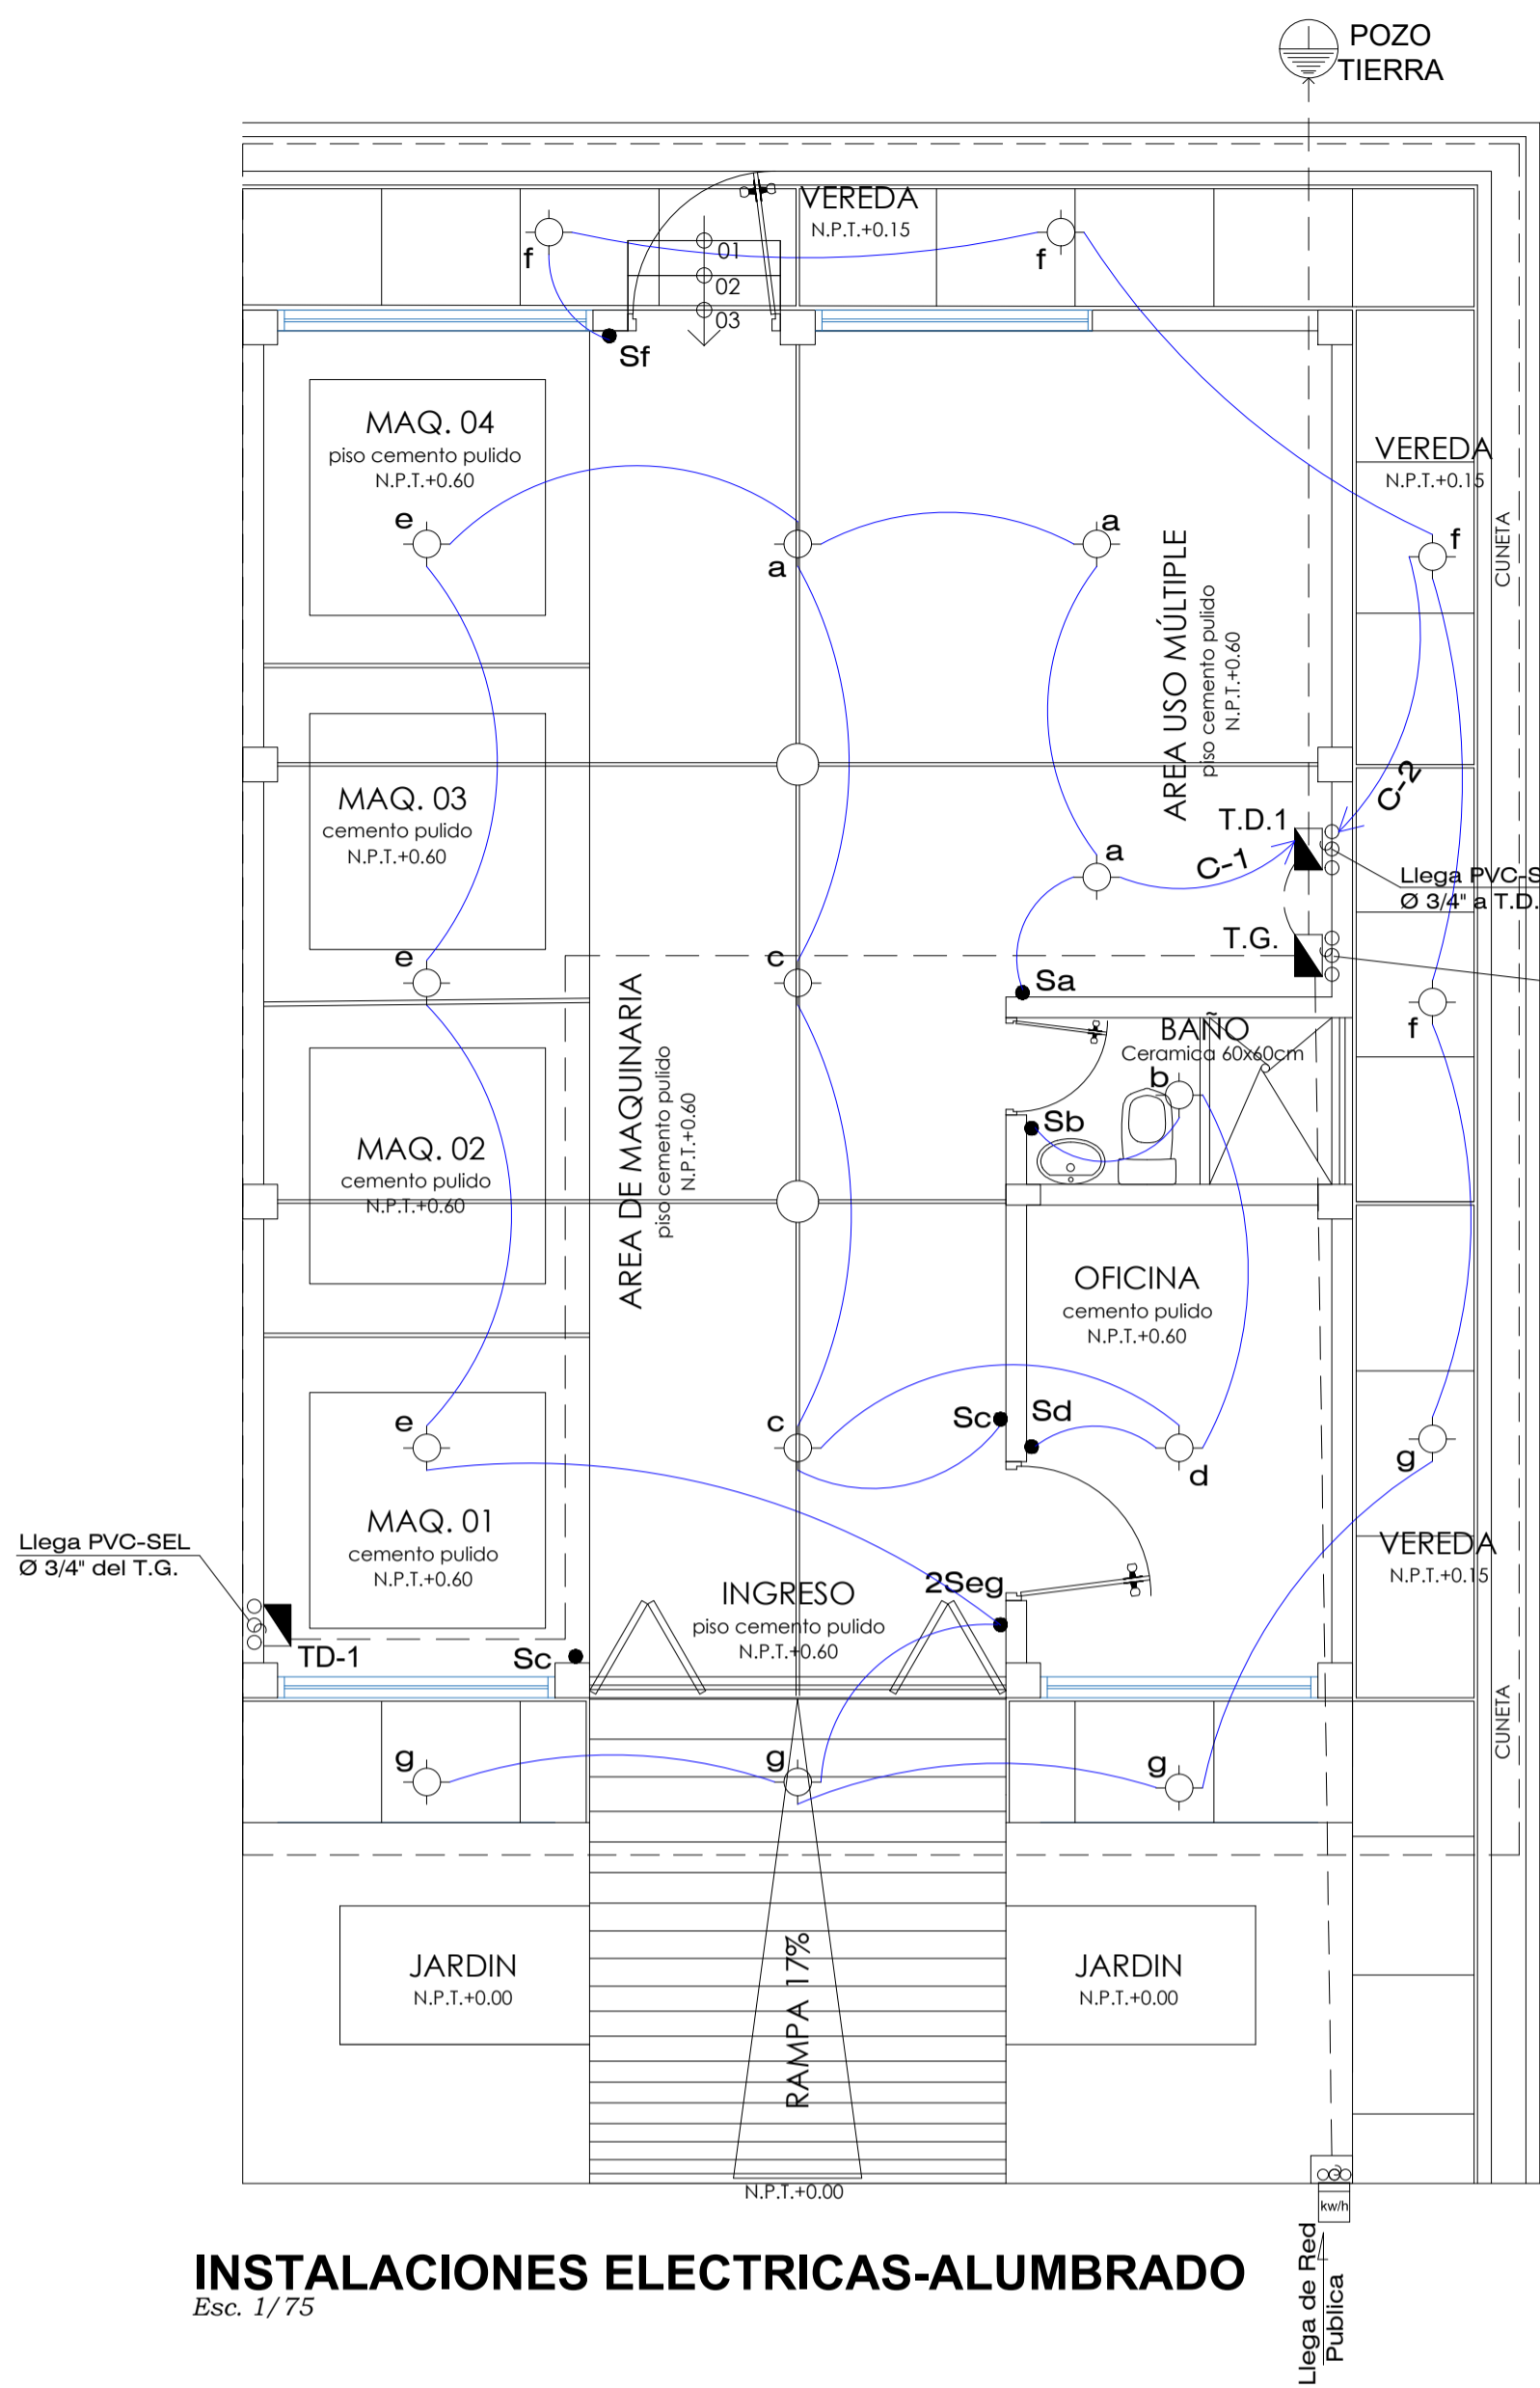 POZO
TIERRA
VEREDA
N.P.T.+0.15
f
f
01
02
03
Sf
MAQ. 04
piso cemento pulido
N.P.T.+0.60
VEREDA
N.P.T.+0.15
CUNETA
e
a
a
f
AREA USO MÚLTIPLE
piso cemento pulido
N.P.T.+0.60
MAQ. 03
cemento pulido
N.P.T.+0.60
C-2
T.D.1
a
C-1
Llega PVC-S
Ø 3/4" a T.D.
T.G.
e
c
Sa
f
AREA DE MAQUINARIA
piso cemento pulido
N.P.T.+0.60
BAÑO
Ceramica 60x60cm
b
Sb
MAQ. 02
cemento pulido
N.P.T.+0.60
OFICINA
cemento pulido
N.P.T.+0.60
e
c
Sc
Sd
d
g
MAQ. 01
cemento pulido
N.P.T.+0.60
Llega PVC-SEL
Ø 3/4" del T.G.
VEREDA
N.P.T.+0.15
2Seg
INGRESO
piso cemento pulido
N.P.T.+0.60
TD-1
Sc
CUNETA
g
g
g
JARDIN
N.P.T.+0.00
RAMPA 17%
JARDIN
N.P.T.+0.00
N.P.T.+0.00
kw/h
Llega de Red
Publica
INSTALACIONES ELECTRICAS-ALUMBRADO
Esc. 1/75